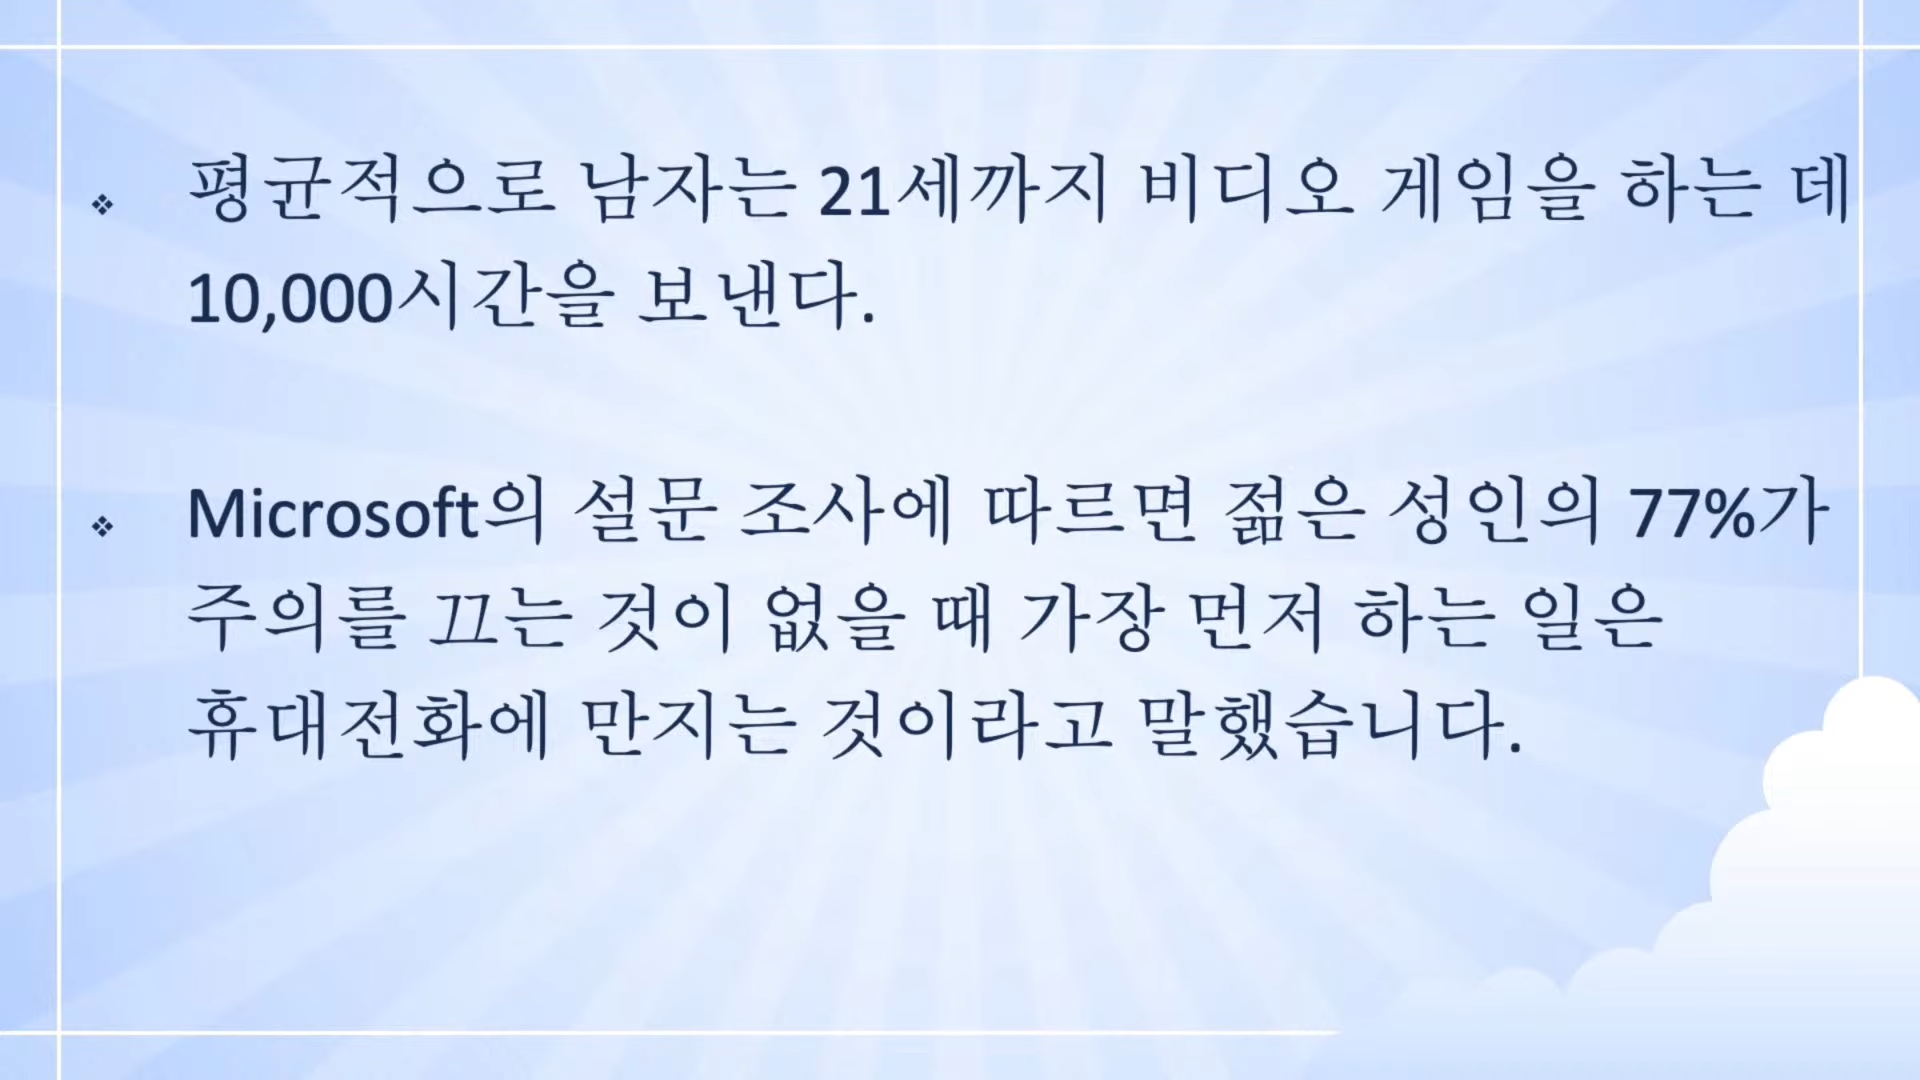 평균적으로 남자는 21세까지 비디오 게임을 하는 데
10,000시간을 보낸다.
Microsoft의 설문 조사에 따르면 젊은 성인의 77%가
주의를 끄는 것이 없을 때 가장 먼저 하는 일은
휴대전화에 만지는 것이라고 말했습니다.